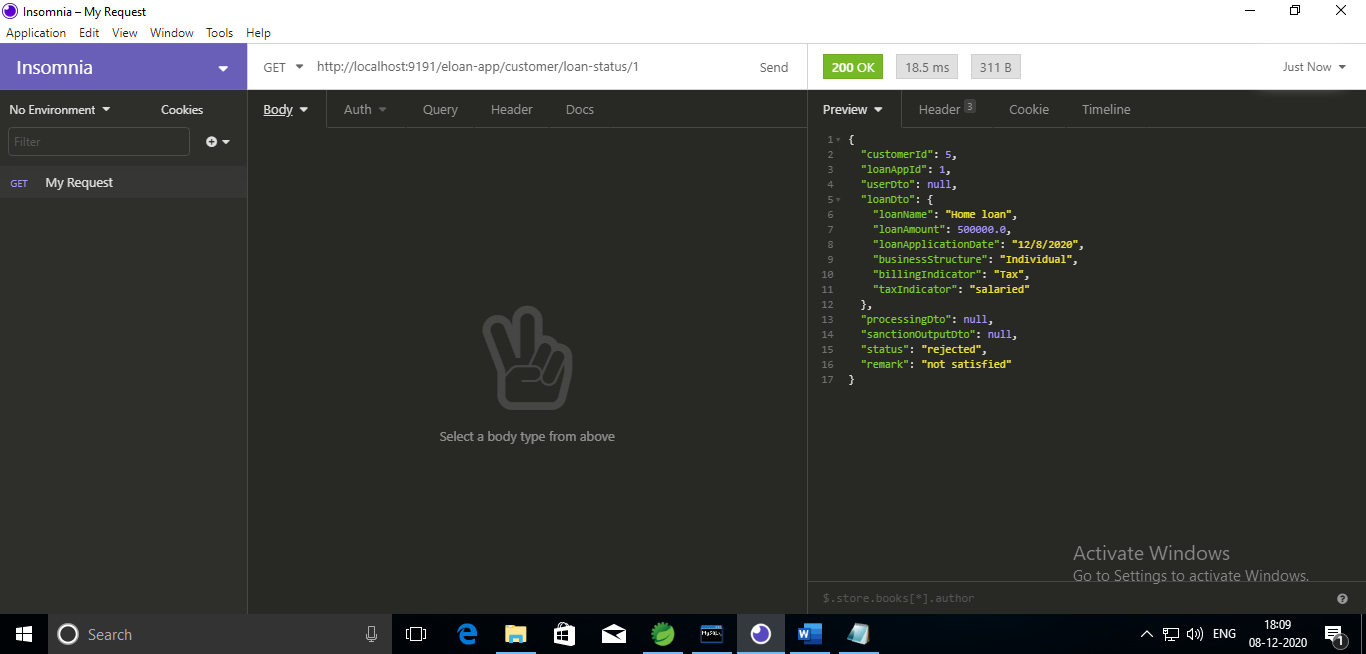 Insomnia – My Request
Application Edit View Window Tools Help
Insomnia
GET http://localhost:9191/eloan-app/customer/loan-status/1 Send
200 OK 18.5 ms 311 B Just Now
No Environment Cookies
Body Auth Query Header Docs
Preview Header 3 Cookie Timeline
Filter
GET My Request
Select a body type from above
1 {
2 "customerId": 5,
3 "loanAppId": 1,
4 "userDto": null,
5 "loanDto": {
6 "loanName": "Home loan",
7 "loanAmount": 500000.0,
8 "loanApplicationDate": "12/8/2020",
9 "businessStructure": "Individual",
10 "billingIndicator": "Tax",
11 "taxIndicator": "salaried"
12 },
13 "processingDto": null,
14 "sanctionOutputDto": null,
15 "status": "rejected",
16 "remark": "not satisfied"
17 }
Activate Windows
Go to Settings to activate Windows.
$.store.books[*].author
Search
MySQL
ENG
18:09
08-12-2020
1